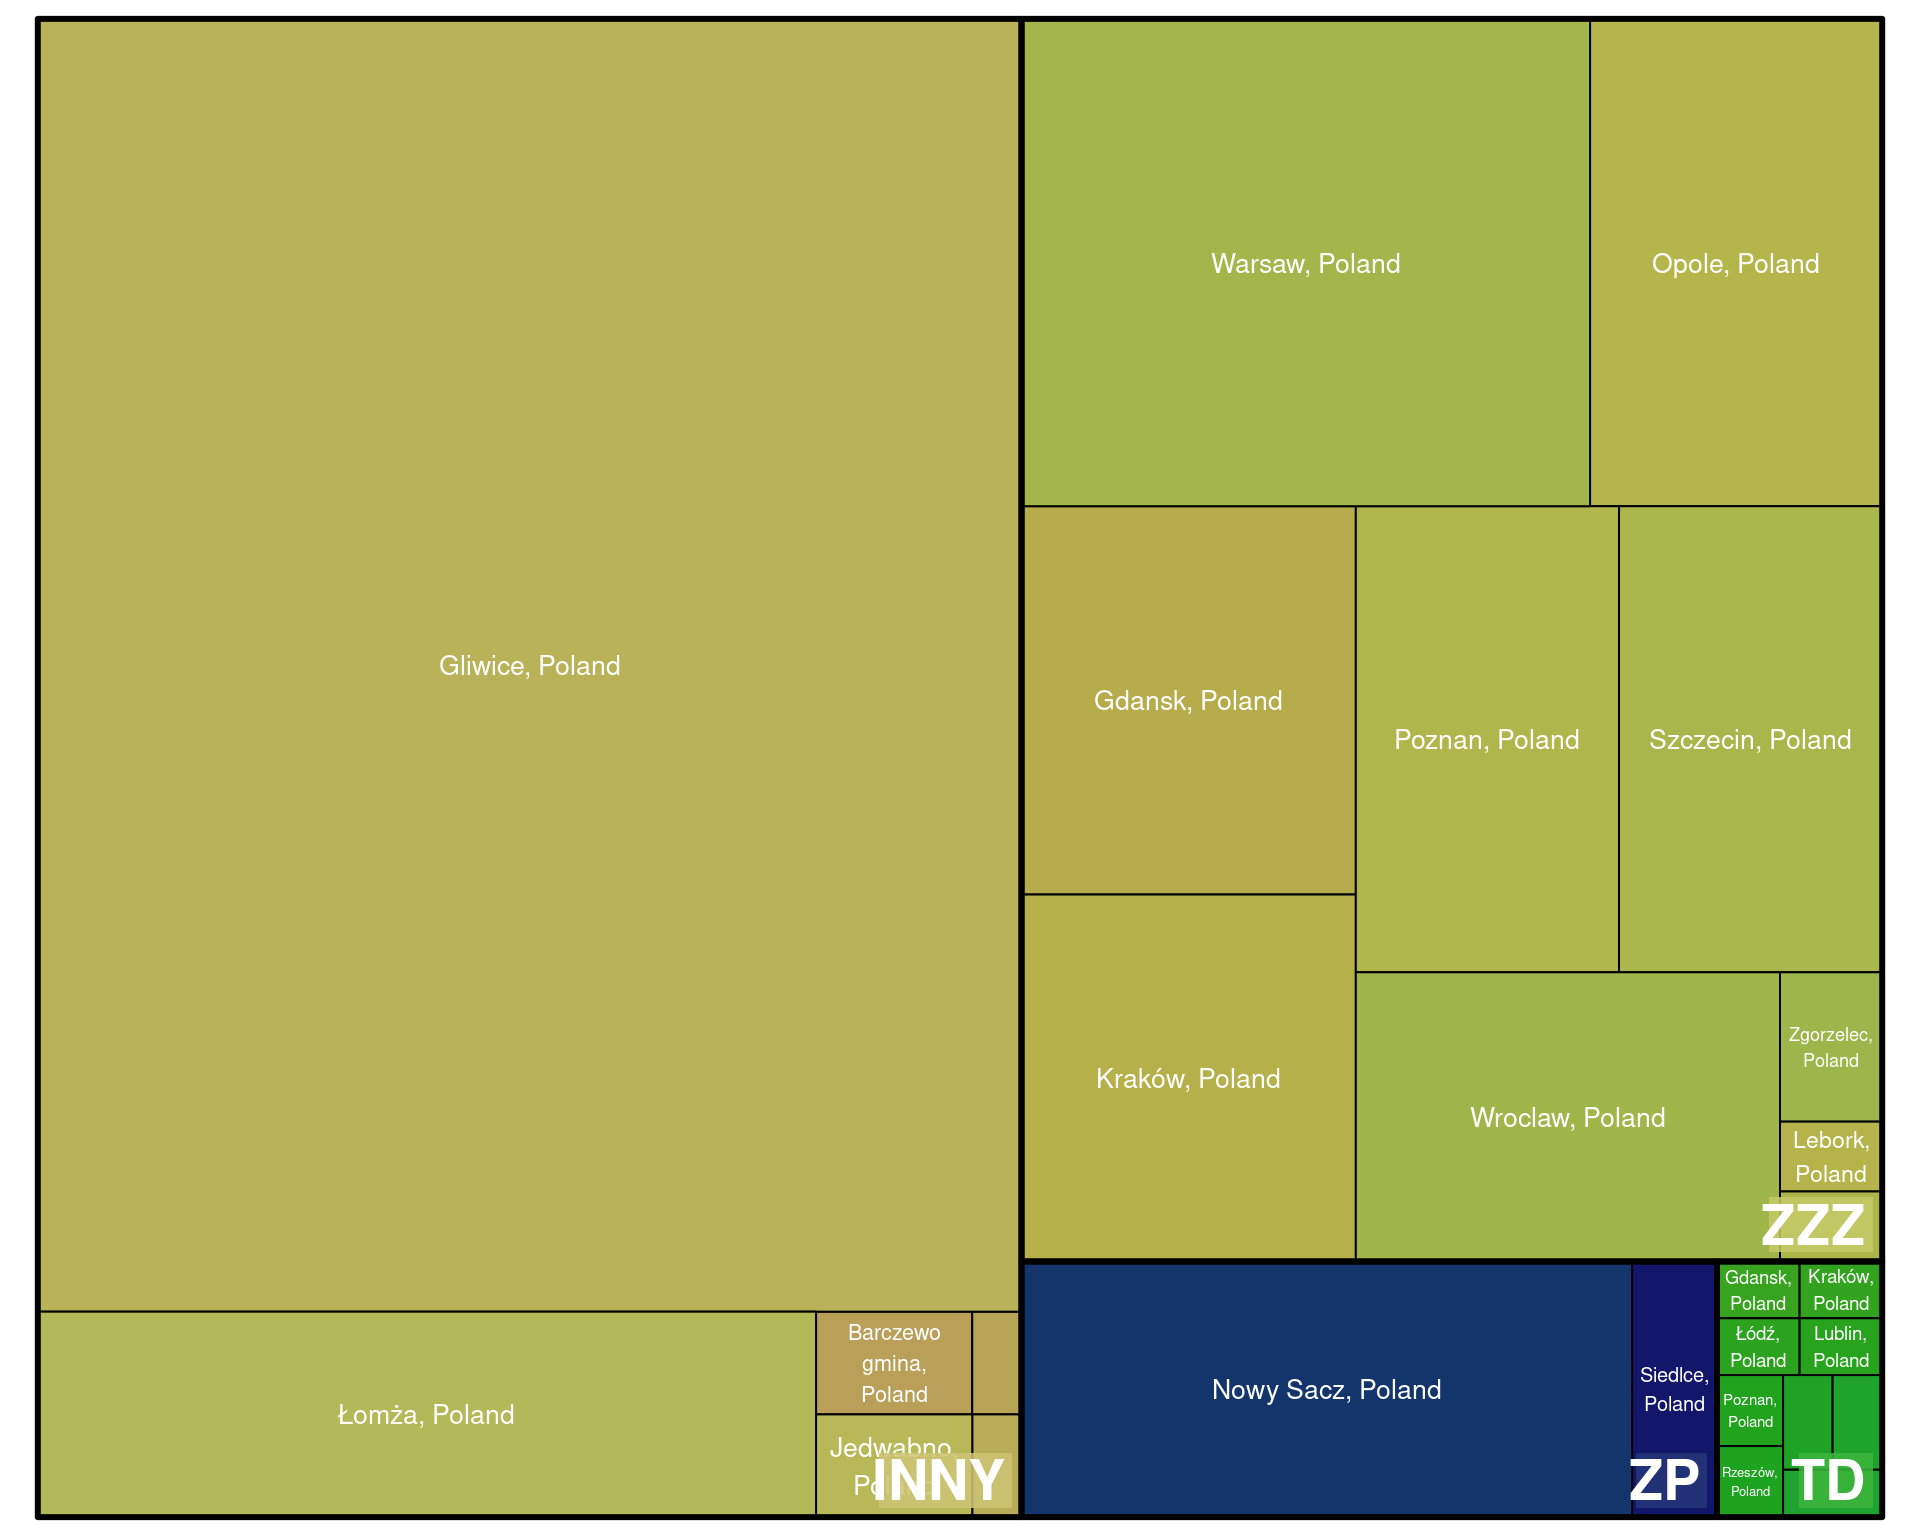 Gliwice, Poland
Łomża, Poland
Barczewo
gmina,
Poland
Jedwabno,
INNY
Warsaw, Poland
Opole, Poland
Gdansk, Poland
Poznan, Poland
Szczecin, Poland
Kraków, Poland
Wroclaw, Poland
Zgorzelec,
Poland
Lebork,
Poland
ZZZ
Nowy Sacz, Poland
Siedlce,
Poland
ZP
Gdansk,
Poland
Kraków,
Poland
Łódź,
Poland
Lublin,
Poland
Poznan,
Poland
Rzeszów,
Poland
TD